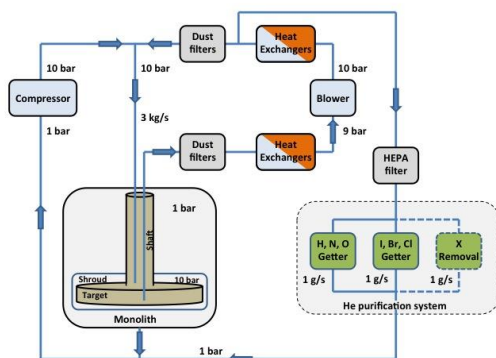 Dust
filters
Heat
Exchangers
10 bar
10 bar
10 bar
Compressor
Blower
1 bar
3 kg/s
9 bar
Dust
filters
Heat
Exchangers
HEPA
filter
1 bar
Shaft
H, N, O
Getter
I, Br, Cl
Getter
X
Removal
Shroud
10 bar
1 g/s
1 g/s
1 g/s
Target
He purification system
Monolith
1 bar